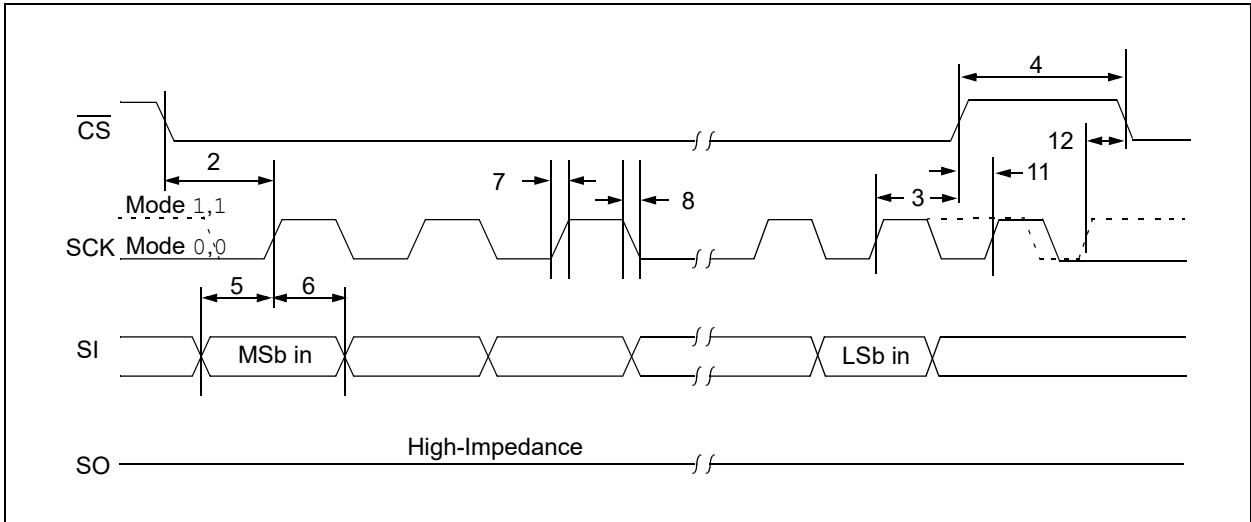 4
CS
12
2
7
8
3
11
Mode 1,1
SCK Mode 0,0
5
6
SI
MSb in
LSb in
High-Impedance
SO